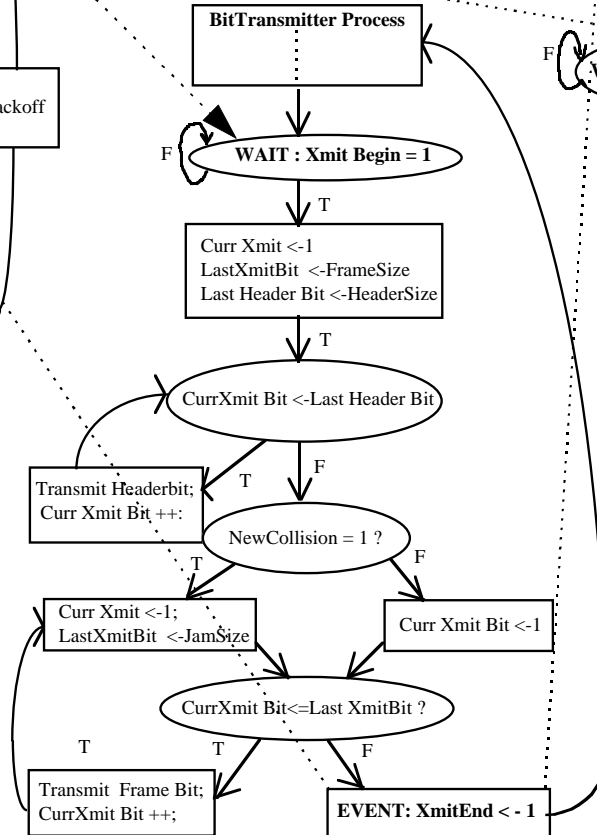 BitTransmitter Process
F
ackoff
F
WAIT : Xmit Begin = 1
T
Curr Xmit <-1
LastXmitBit <-FrameSize
Last Header Bit <-HeaderSize
T
CurrXmit Bit <-Last Header Bit
F
T
Transmit Headerbit;
Curr Xmit Bit ++:
NewCollision = 1 ?
T
F
Curr Xmit <-1;
LastXmitBit <-JamSize
Curr Xmit Bit <-1
CurrXmit Bit<=Last XmitBit ?
T
T
F
Transmit Frame Bit;
CurrXmit Bit ++;
EVENT: XmitEnd < - 1